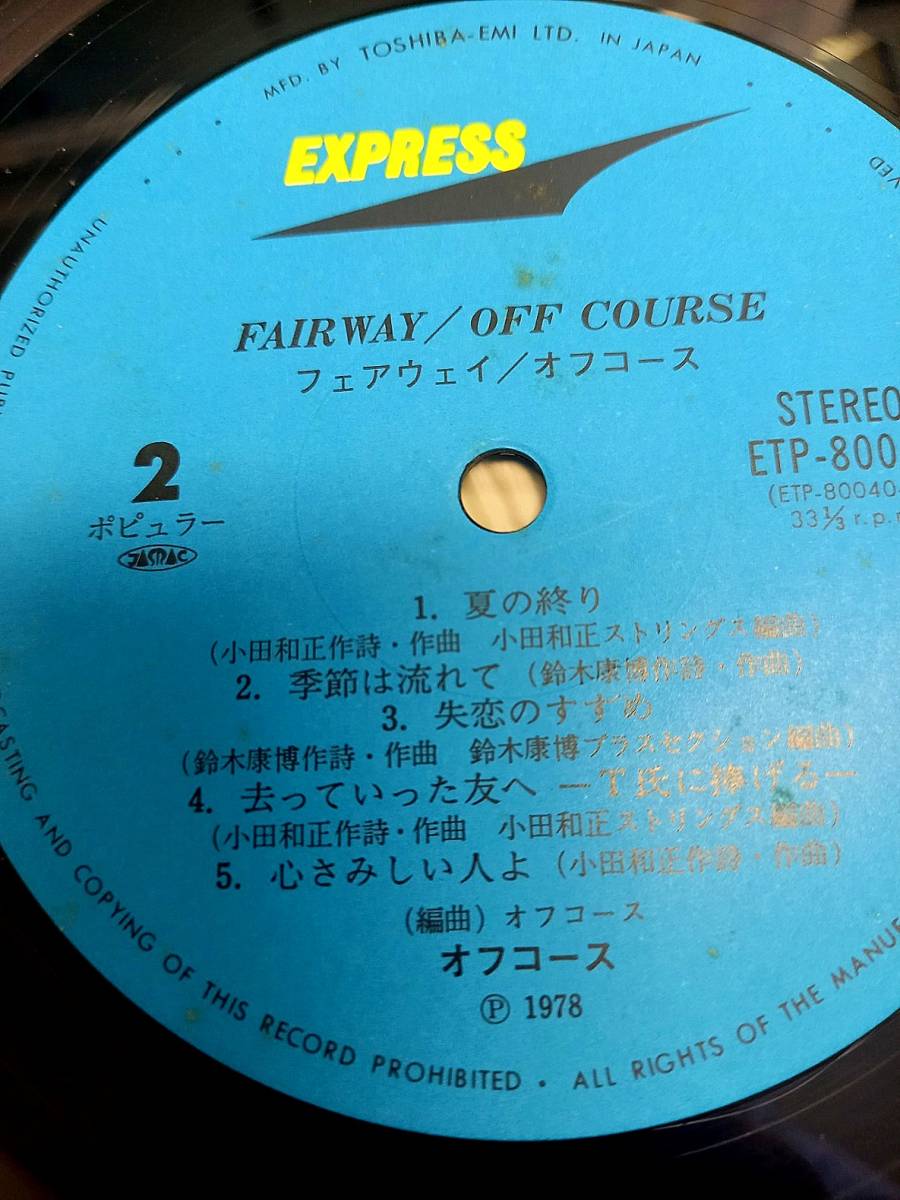 MFD. BY TOSHIBA-EMI LTD. IN JAPAN
EXPRESS
FAIRWAY/OFF COURSE
フェアウェイ/オフコース
STEREO
ETP-800
(ETP-80040
33⅓ r.p.m
2
ポピュラー
JASRAC
1. 夏の終り
(小田和正作詩・作曲 小田和正ストリングス編曲)
2. 季節は流れて (鈴木康博作詩・作曲)
3. 失恋のすすめ
(鈴木康博作詩・作曲 鈴木康博ブラスセクション編曲)
4. 去っていった友へ —T氏に捧げる—
(小田和正作詩・作曲 小田和正ストリングス編曲)
5. 心さみしい人よ (小田和正作詩・作曲)
(編曲) オフコース
オフコース
Ⓟ 1978
UNAUTHORIZED
CASTING AND COPYING OF THIS RECORD PROHIBITED • ALL RIGHTS OF THE MANUF